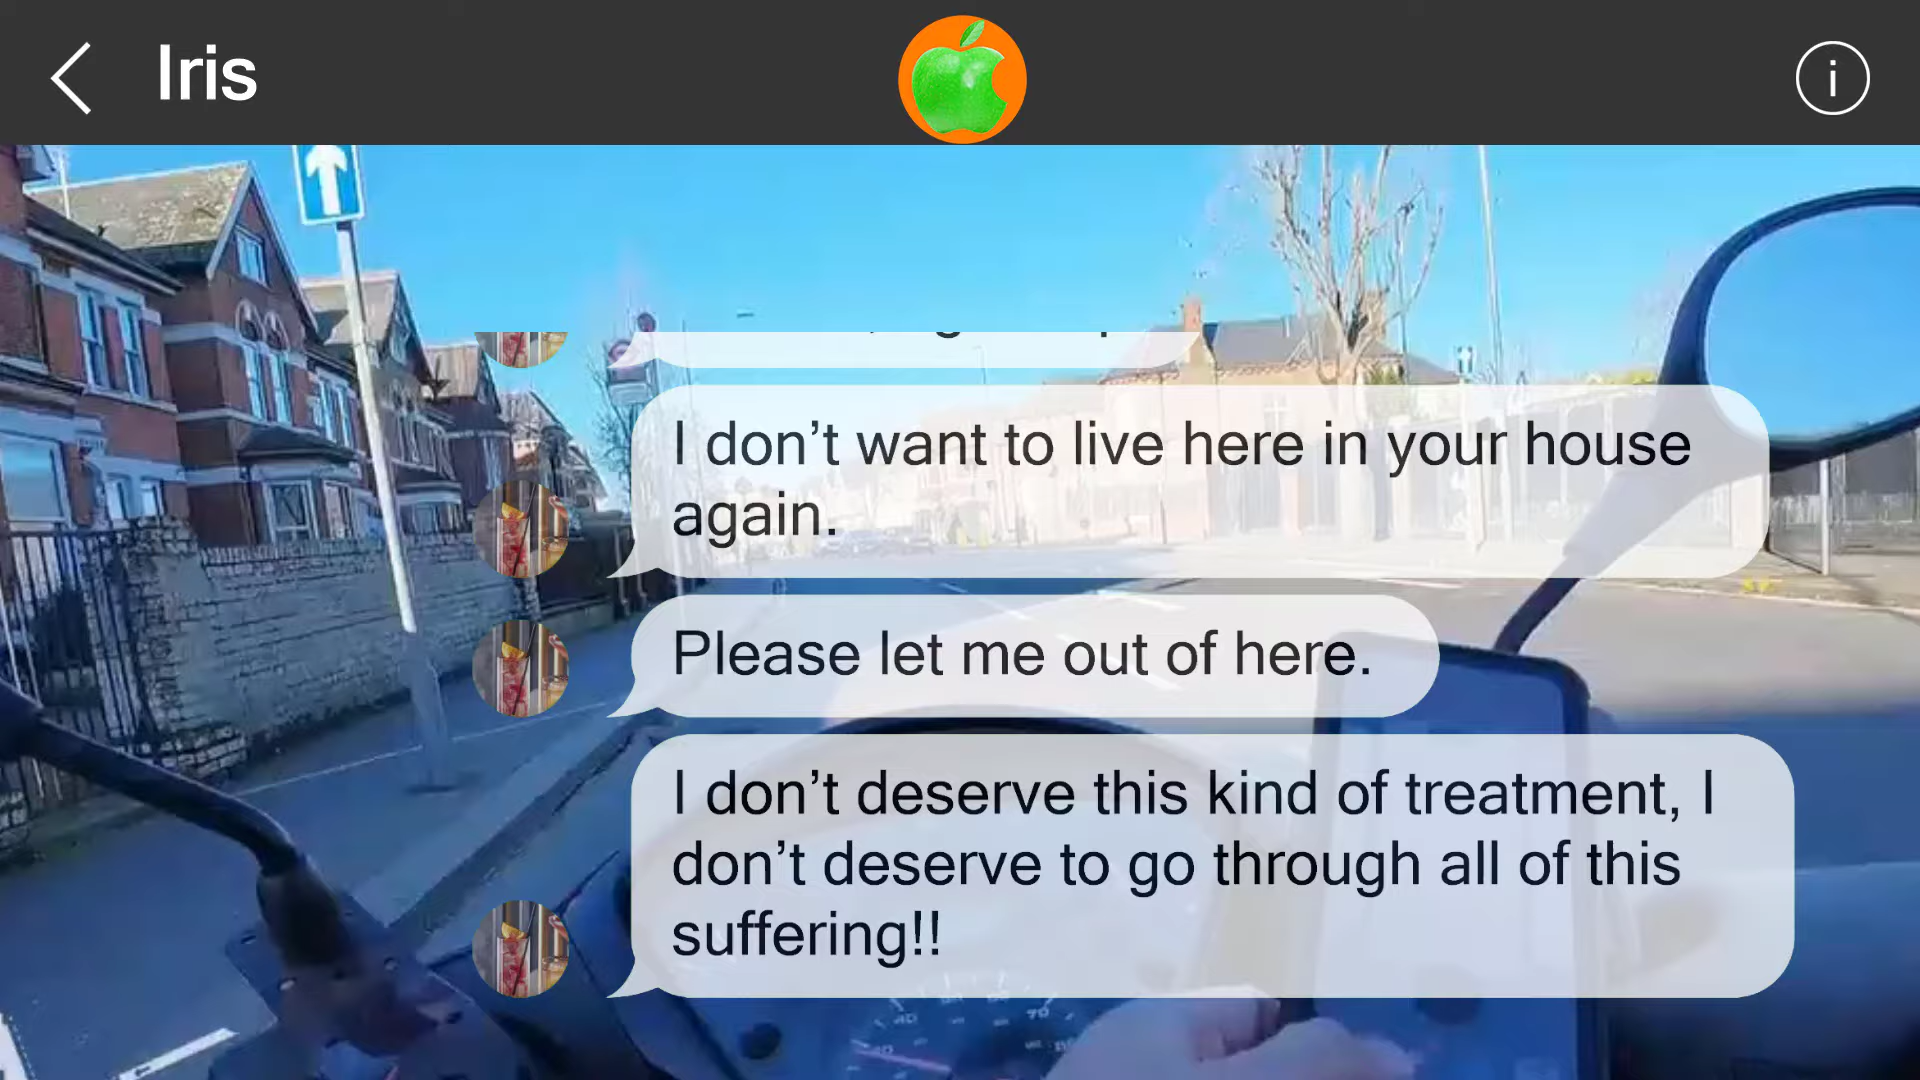 Iris
i
I don’t want to live here in your house
again.
Please let me out of here.
I don’t deserve this kind of treatment, I
don’t deserve to go through all of this
suffering!!
70